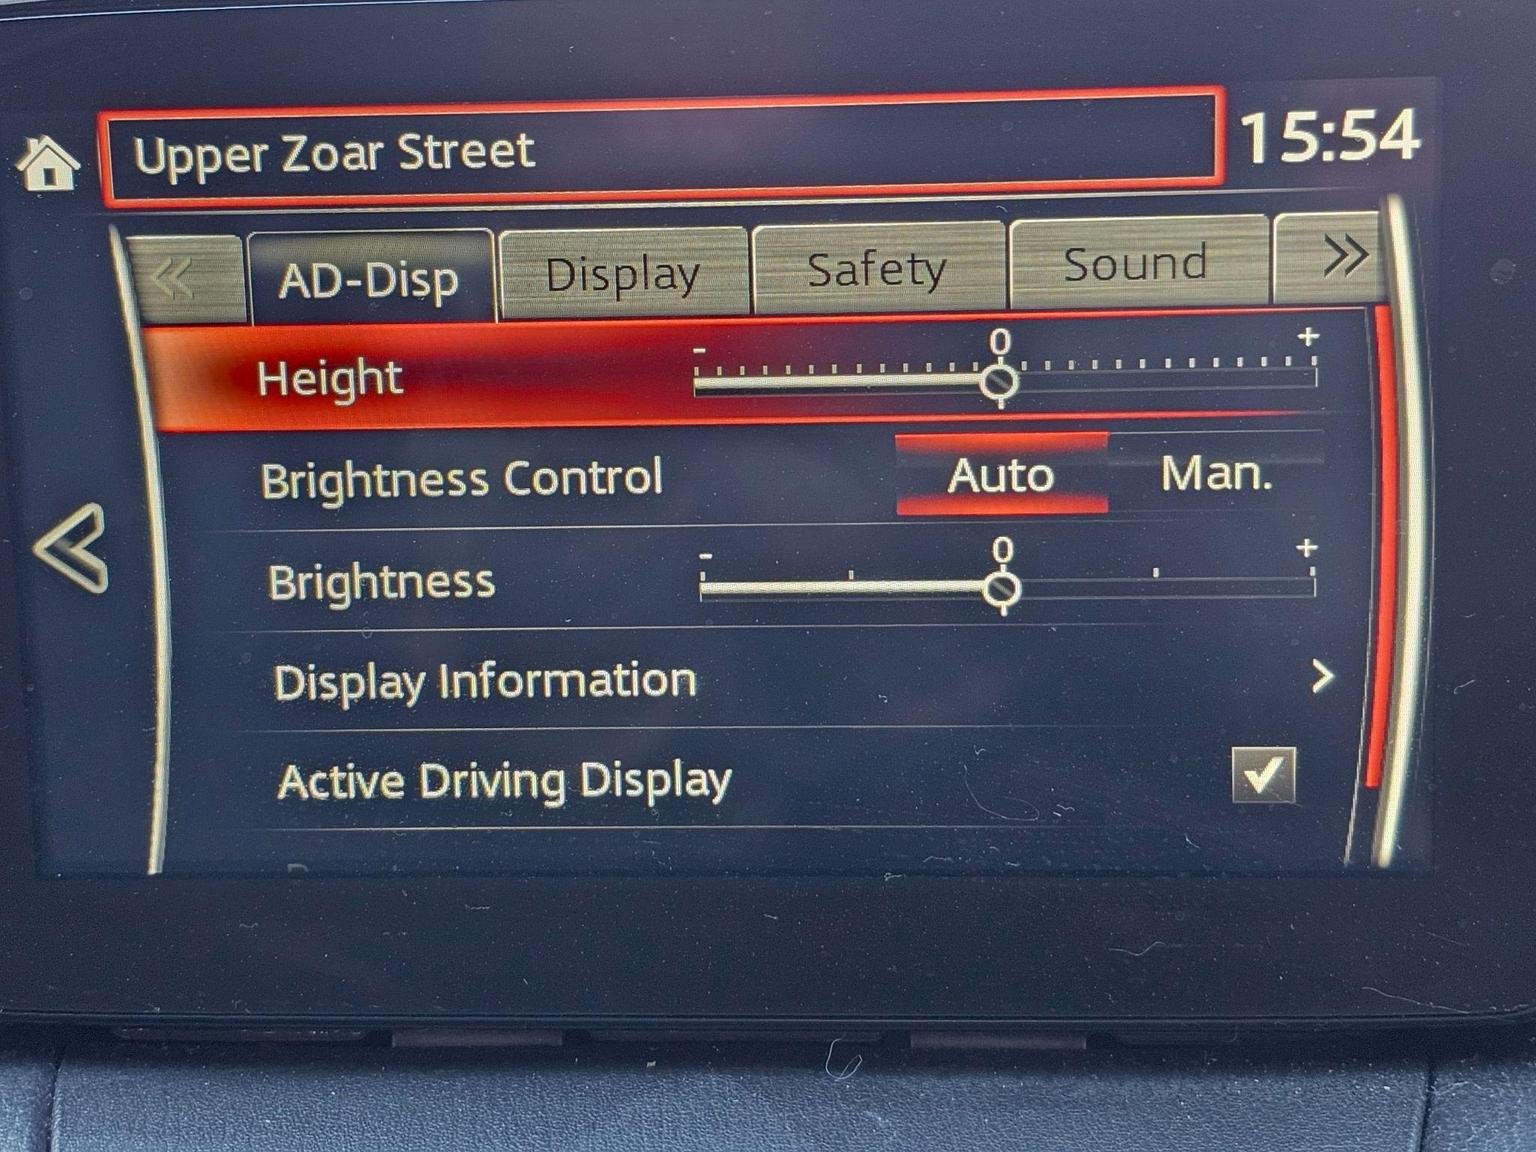 Upper Zoar Street 15:54
« AD-Disp Display Safety Sound »
Height - 0 +
Brightness Control Auto Man.
Brightness - 0 +
Display Information >
Active Driving Display